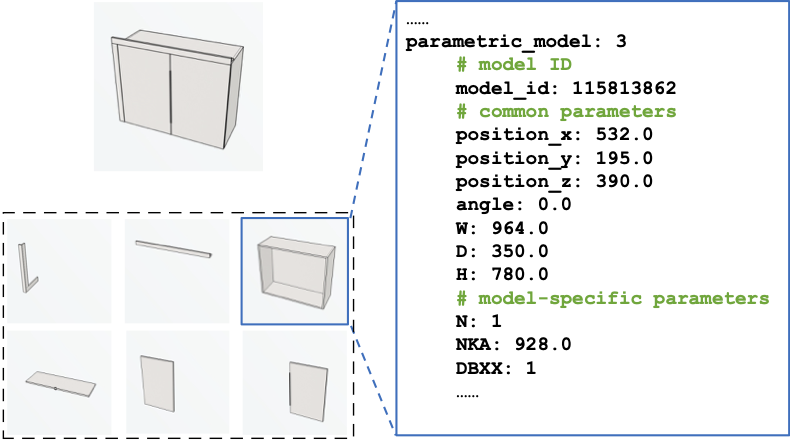 ……
parametric_model: 3
# model ID
model_id: 115813862
# common parameters
position_x: 532.0
position_y: 195.0
position_z: 390.0
angle: 0.0
W: 964.0
D: 350.0
H: 780.0
# model-specific parameters
N: 1
NKA: 928.0
DBXX: 1
……